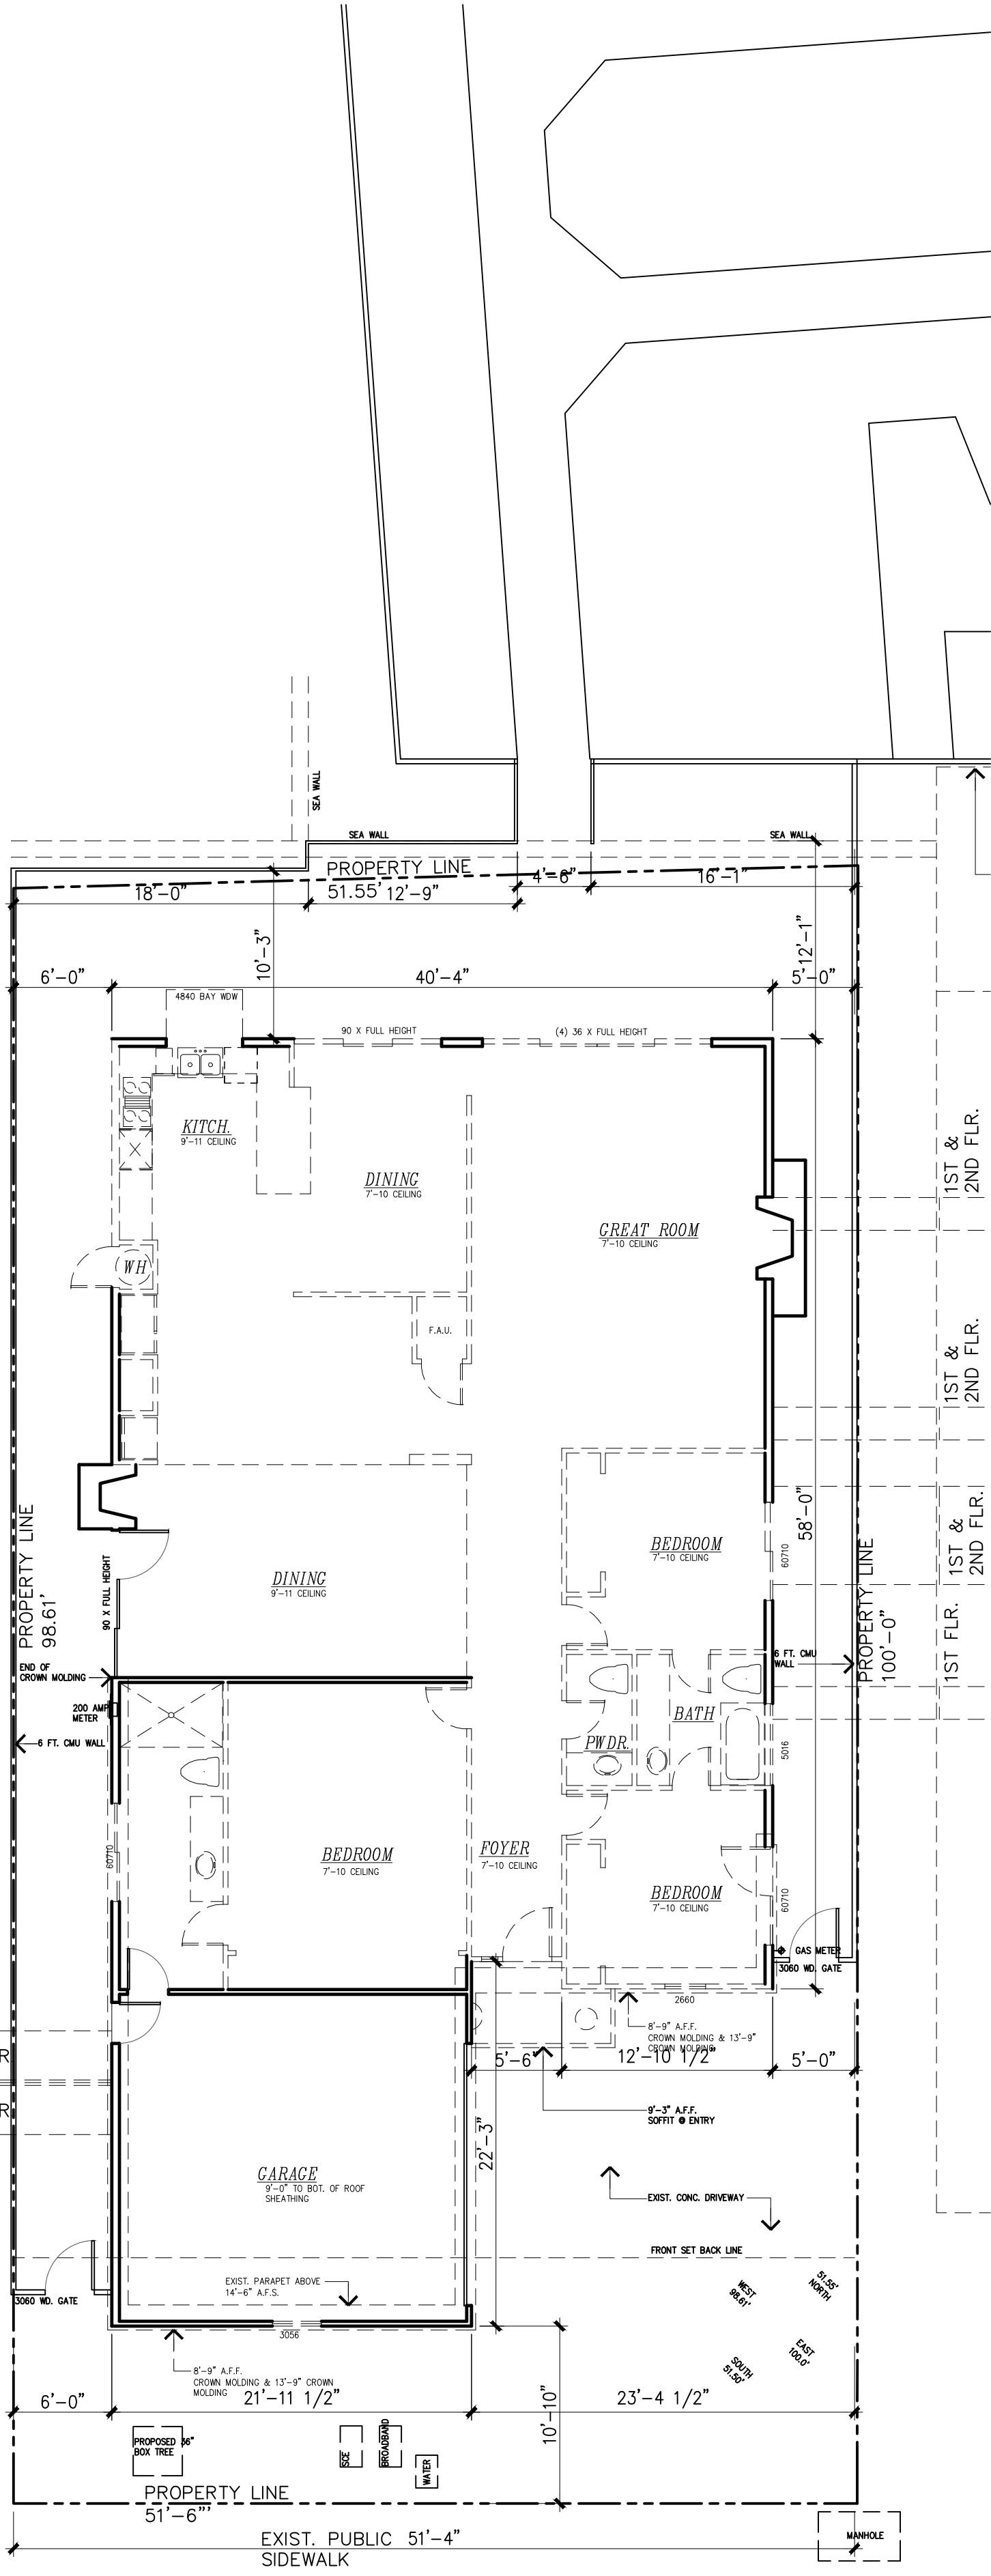 SEA WALL
SEA WALL
SEA WALL
PROPERTY LINE
51.55'
18'-0"
12'-9"
4'-6"
16'-1"
10'-3"
12'-1"
6'-0"
40'-4"
5'-0"
4840 BAY WDW
90 X FULL HEIGHT
(4) 36 X FULL HEIGHT
KITCH.
9'-11 CEILING
DINING
7'-10 CEILING
GREAT ROOM
7'-10 CEILING
1ST &
2ND FLR.
WH
F.A.U.
1ST &
2ND FLR.
PROPERTY LINE
98.61'
90 X FULL HEIGHT
DINING
9'-11 CEILING
BEDROOM
7'-10 CEILING
60710
58'-0"
PROPERTY LINE
100'-0"
1ST &
2ND FLR.
1ST FLR.
END OF
CROWN MOLDING
6 FT. CMU
WALL
200 AMP
METER
6 FT. CMU WALL
BATH
PWDR.
5016
60710
BEDROOM
7'-10 CEILING
FOYER
7'-10 CEILING
BEDROOM
7'-10 CEILING
60710
GAS METER
3060 WD. GATE
2660
8'-9" A.F.F.
CROWN MOLDING & 13'-9"
CROWN MOLDING
R
R
5'-6"
12'-10 1/2"
5'-0"
9'-3" A.F.F.
SOFFIT @ ENTRY
22'-3"
GARAGE
9'-0" TO BOT. OF ROOF
SHEATHING
EXIST. CONC. DRIVEWAY
FRONT SET BACK LINE
EXIST. PARAPET ABOVE
14'-6" A.F.S.
3060 WD. GATE
51.55'
NORTH
WEST
98.61'
EAST
100.0'
SOUTH
51.50'
3056
8'-9" A.F.F.
CROWN MOLDING & 13'-9" CROWN
MOLDING
6'-0"
21'-11 1/2"
23'-4 1/2"
10'-10"
PROPOSED 36"
BOX TREE
SCE
BROADBAND
WATER
PROPERTY LINE
51'-6"'
EXIST. PUBLIC
SIDEWALK
51'-4"
MANHOLE